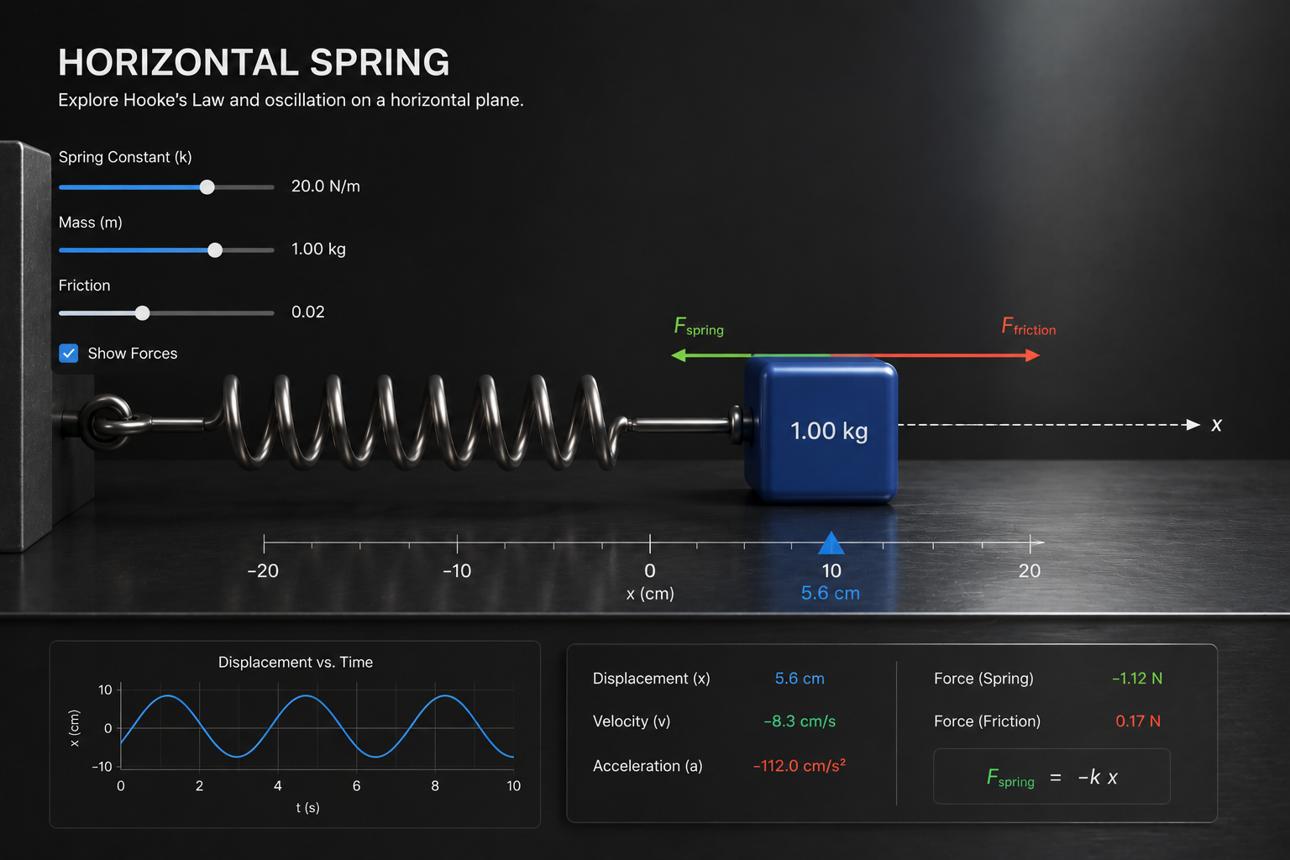 HORIZONTAL SPRING
Explore Hooke's Law and oscillation on a horizontal plane.
Spring Constant (k)
20.0 N/m
Mass (m)
1.00 kg
Friction
0.02
Show Forces
Fspring
Ffriction
1.00 kg
x
−20 −10 0 10 20
x (cm)
5.6 cm
Displacement vs. Time
10
0
−10
x (cm)
0 2 4 6 8 10
t (s)
Displacement (x) 5.6 cm
Velocity (v) −8.3 cm/s
Acceleration (a) −112.0 cm/s²
Force (Spring) −1.12 N
Force (Friction) 0.17 N
Fspring = −k x